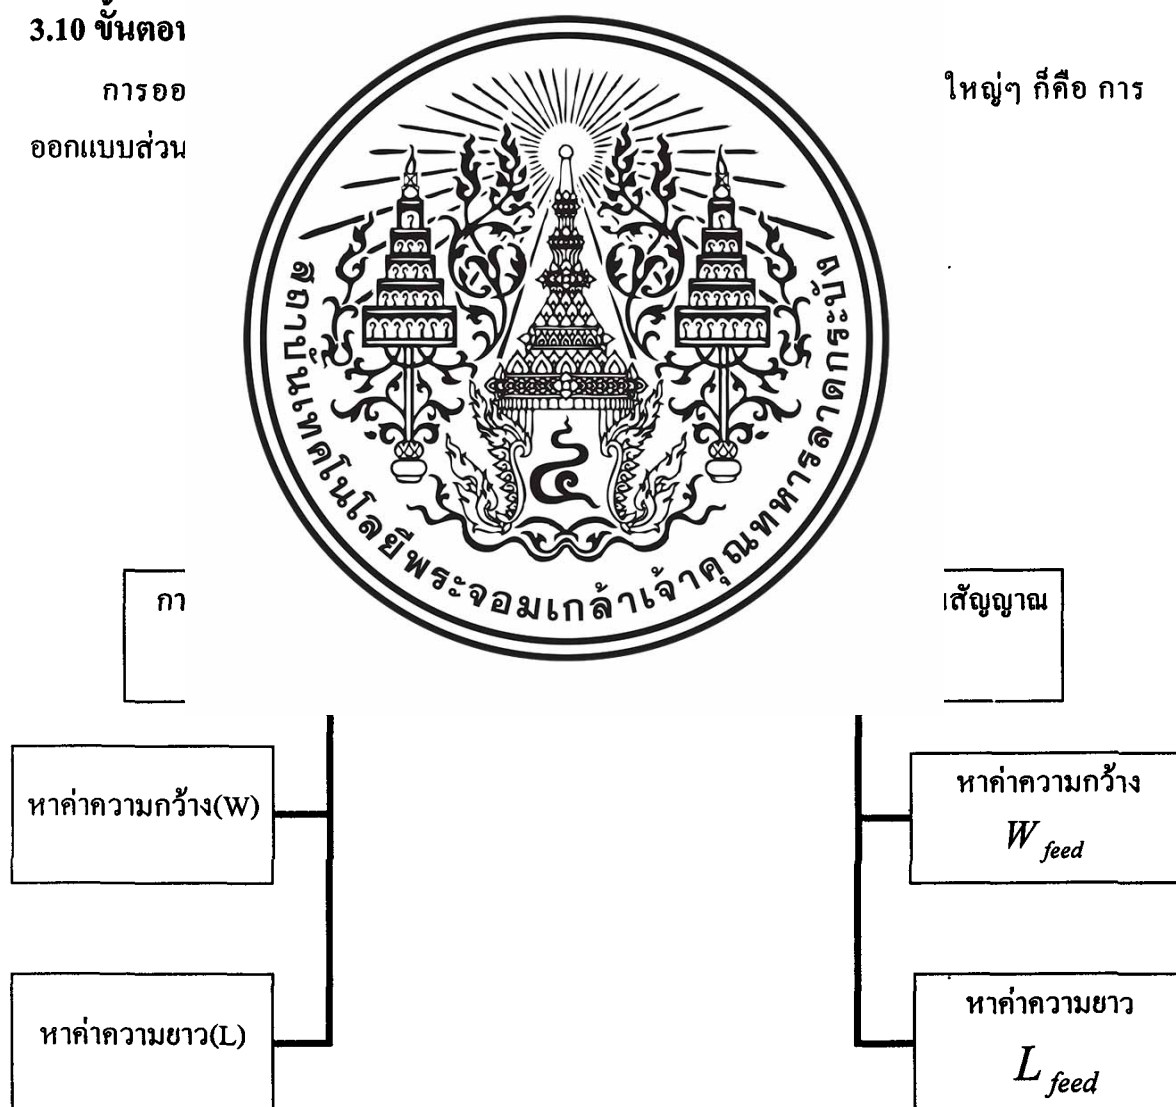 3.10 ขั้นตอน
การออ ใหญ่ๆ ก็คือ การ
ออกแบบส่วน
สถาบันเทคโนโลยีพระจอมเกล้าเจ้าคุณทหารลาดกระบัง
กา สัญญาณ
หาค่าความกว้าง(W)
หาค่าความกว้าง
W feed
หาค่าความยาว(L)
หาค่าความยาว
L feed